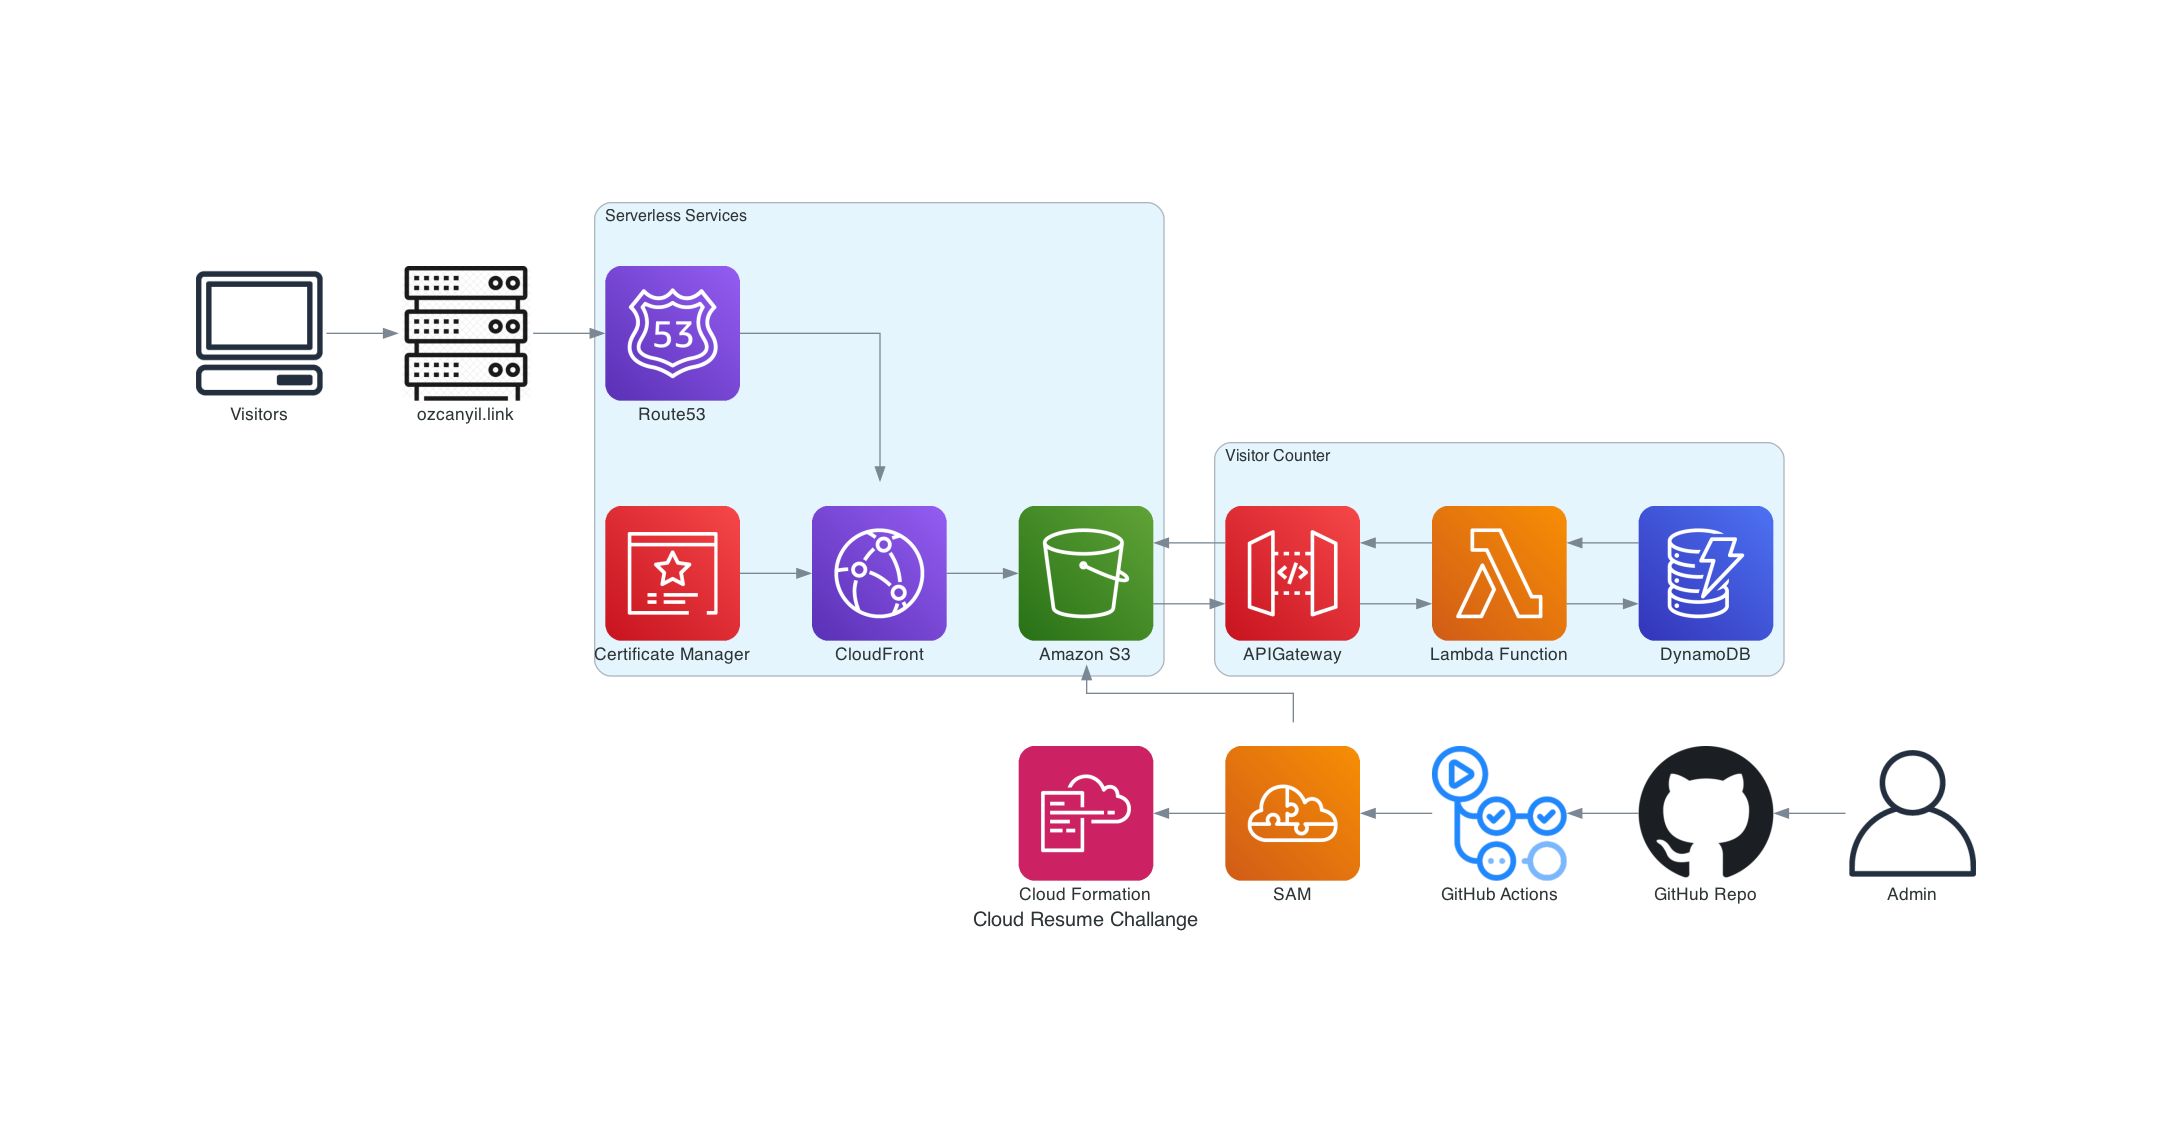 Serverless Services
53
Visitors
ozcanyil.link
Route53
Visitor Counter
</>
Certificate Manager
CloudFront
Amazon S3
APIGateway
Lambda Function
DynamoDB
Cloud Formation
SAM
GitHub Actions
GitHub Repo
Admin
Cloud Resume Challange